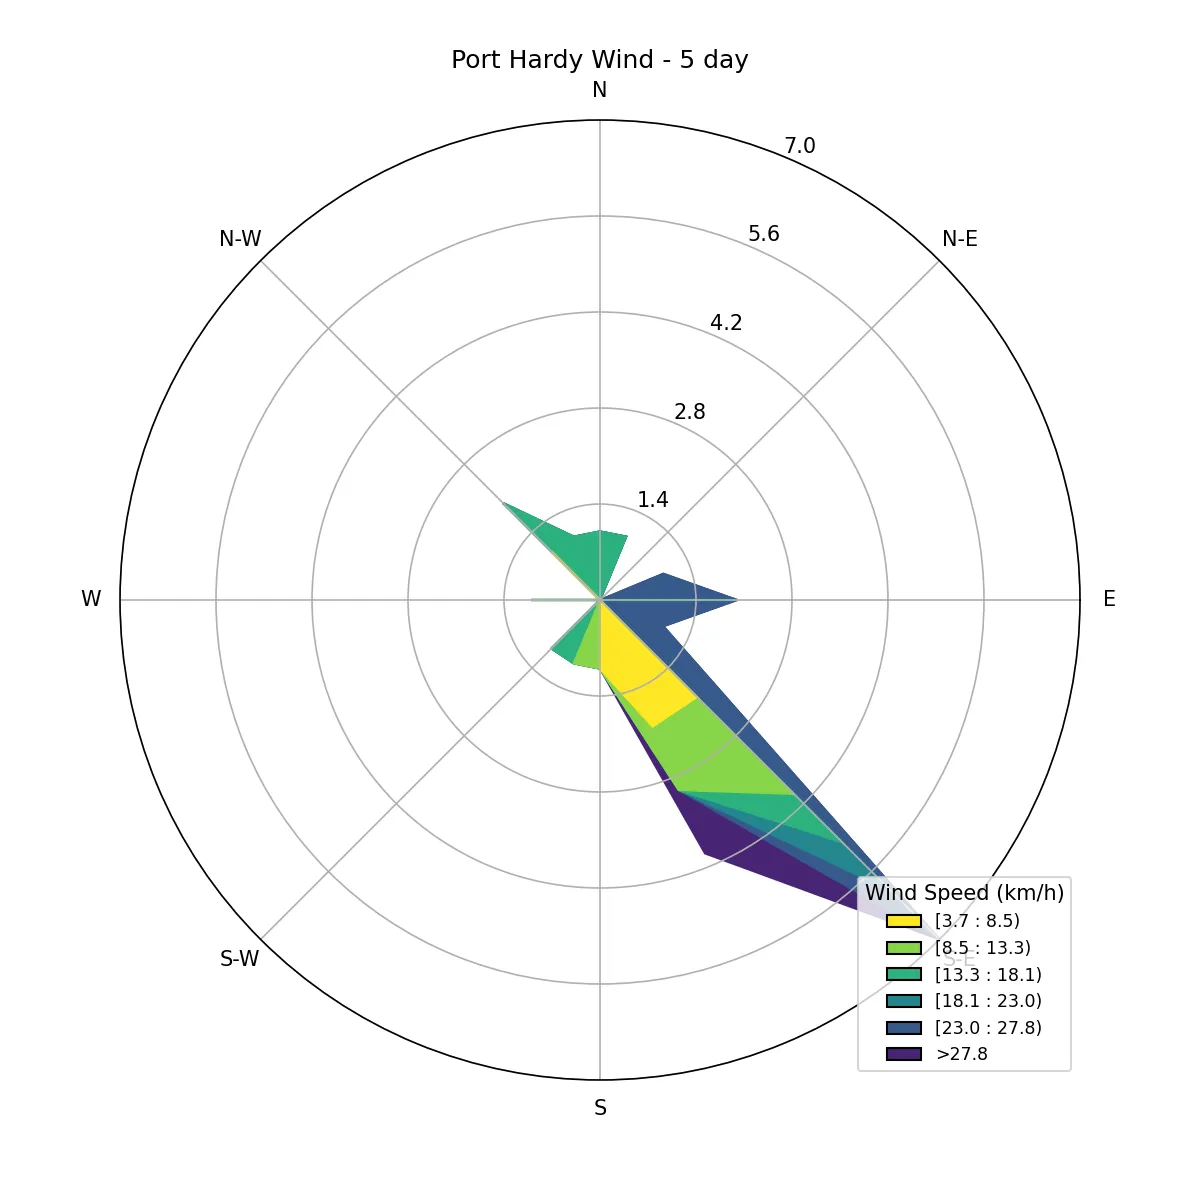 Port Hardy Wind - 5 day
N
7.0
N-W
N-E
5.6
4.2
2.8
1.4
W
E
S-W
S-E
Wind Speed (km/h)
[3.7 : 8.5)
[8.5 : 13.3)
[13.3 : 18.1)
[18.1 : 23.0)
[23.0 : 27.8)
>27.8
S